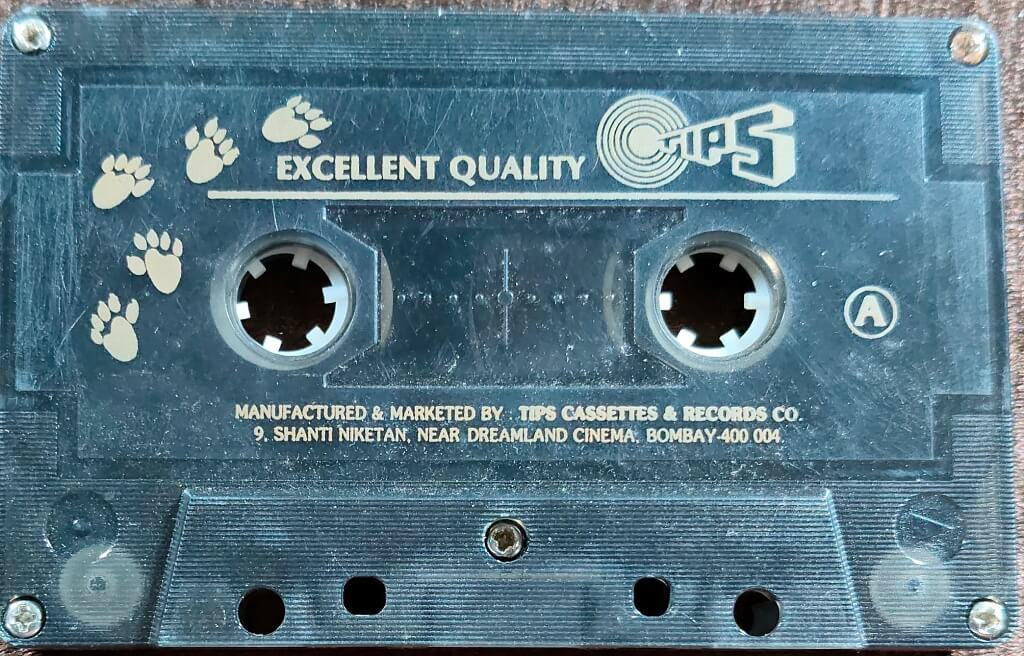 EXCELLENT QUALITY
TIPS
A
MANUFACTURED & MARKETED BY : TIPS CASSETTES & RECORDS CO.
9, SHANTI NIKETAN, NEAR DREAMLAND CINEMA, BOMBAY-400 004.